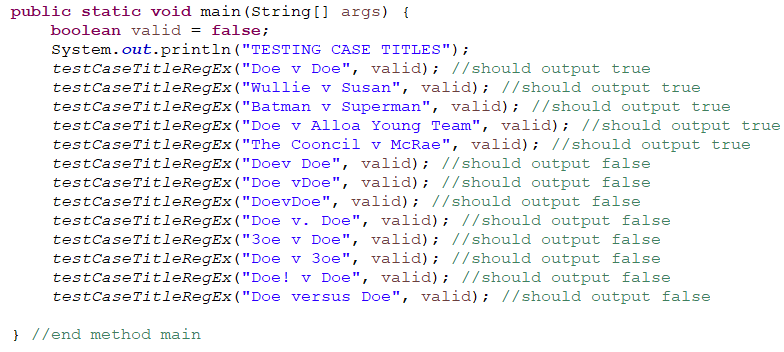 public static void main(String[] args) {
boolean valid = false;
System.out.println("TESTING CASE TITLES");
testCaseTitleRegEx("Doe v Doe", valid); //should output true
testCaseTitleRegEx("Wullie v Susan", valid); //should output true
testCaseTitleRegEx("Batman v Superman", valid); //should output true
testCaseTitleRegEx("Doe v Alloa Young Team", valid); //should output true
testCaseTitleRegEx("The Cooncil v McRae", valid); //should output true
testCaseTitleRegEx("Doev Doe", valid); //should output false
testCaseTitleRegEx("Doe vDoe", valid); //should output false
testCaseTitleRegEx("DoevDoe", valid); //should output false
testCaseTitleRegEx("Doe v. Doe", valid); //should output false
testCaseTitleRegEx("3oe v Doe", valid); //should output false
testCaseTitleRegEx("Doe v 3oe", valid); //should output false
testCaseTitleRegEx("Doe! v Doe", valid); //should output false
testCaseTitleRegEx("Doe versus Doe", valid); //should output false
} //end method main